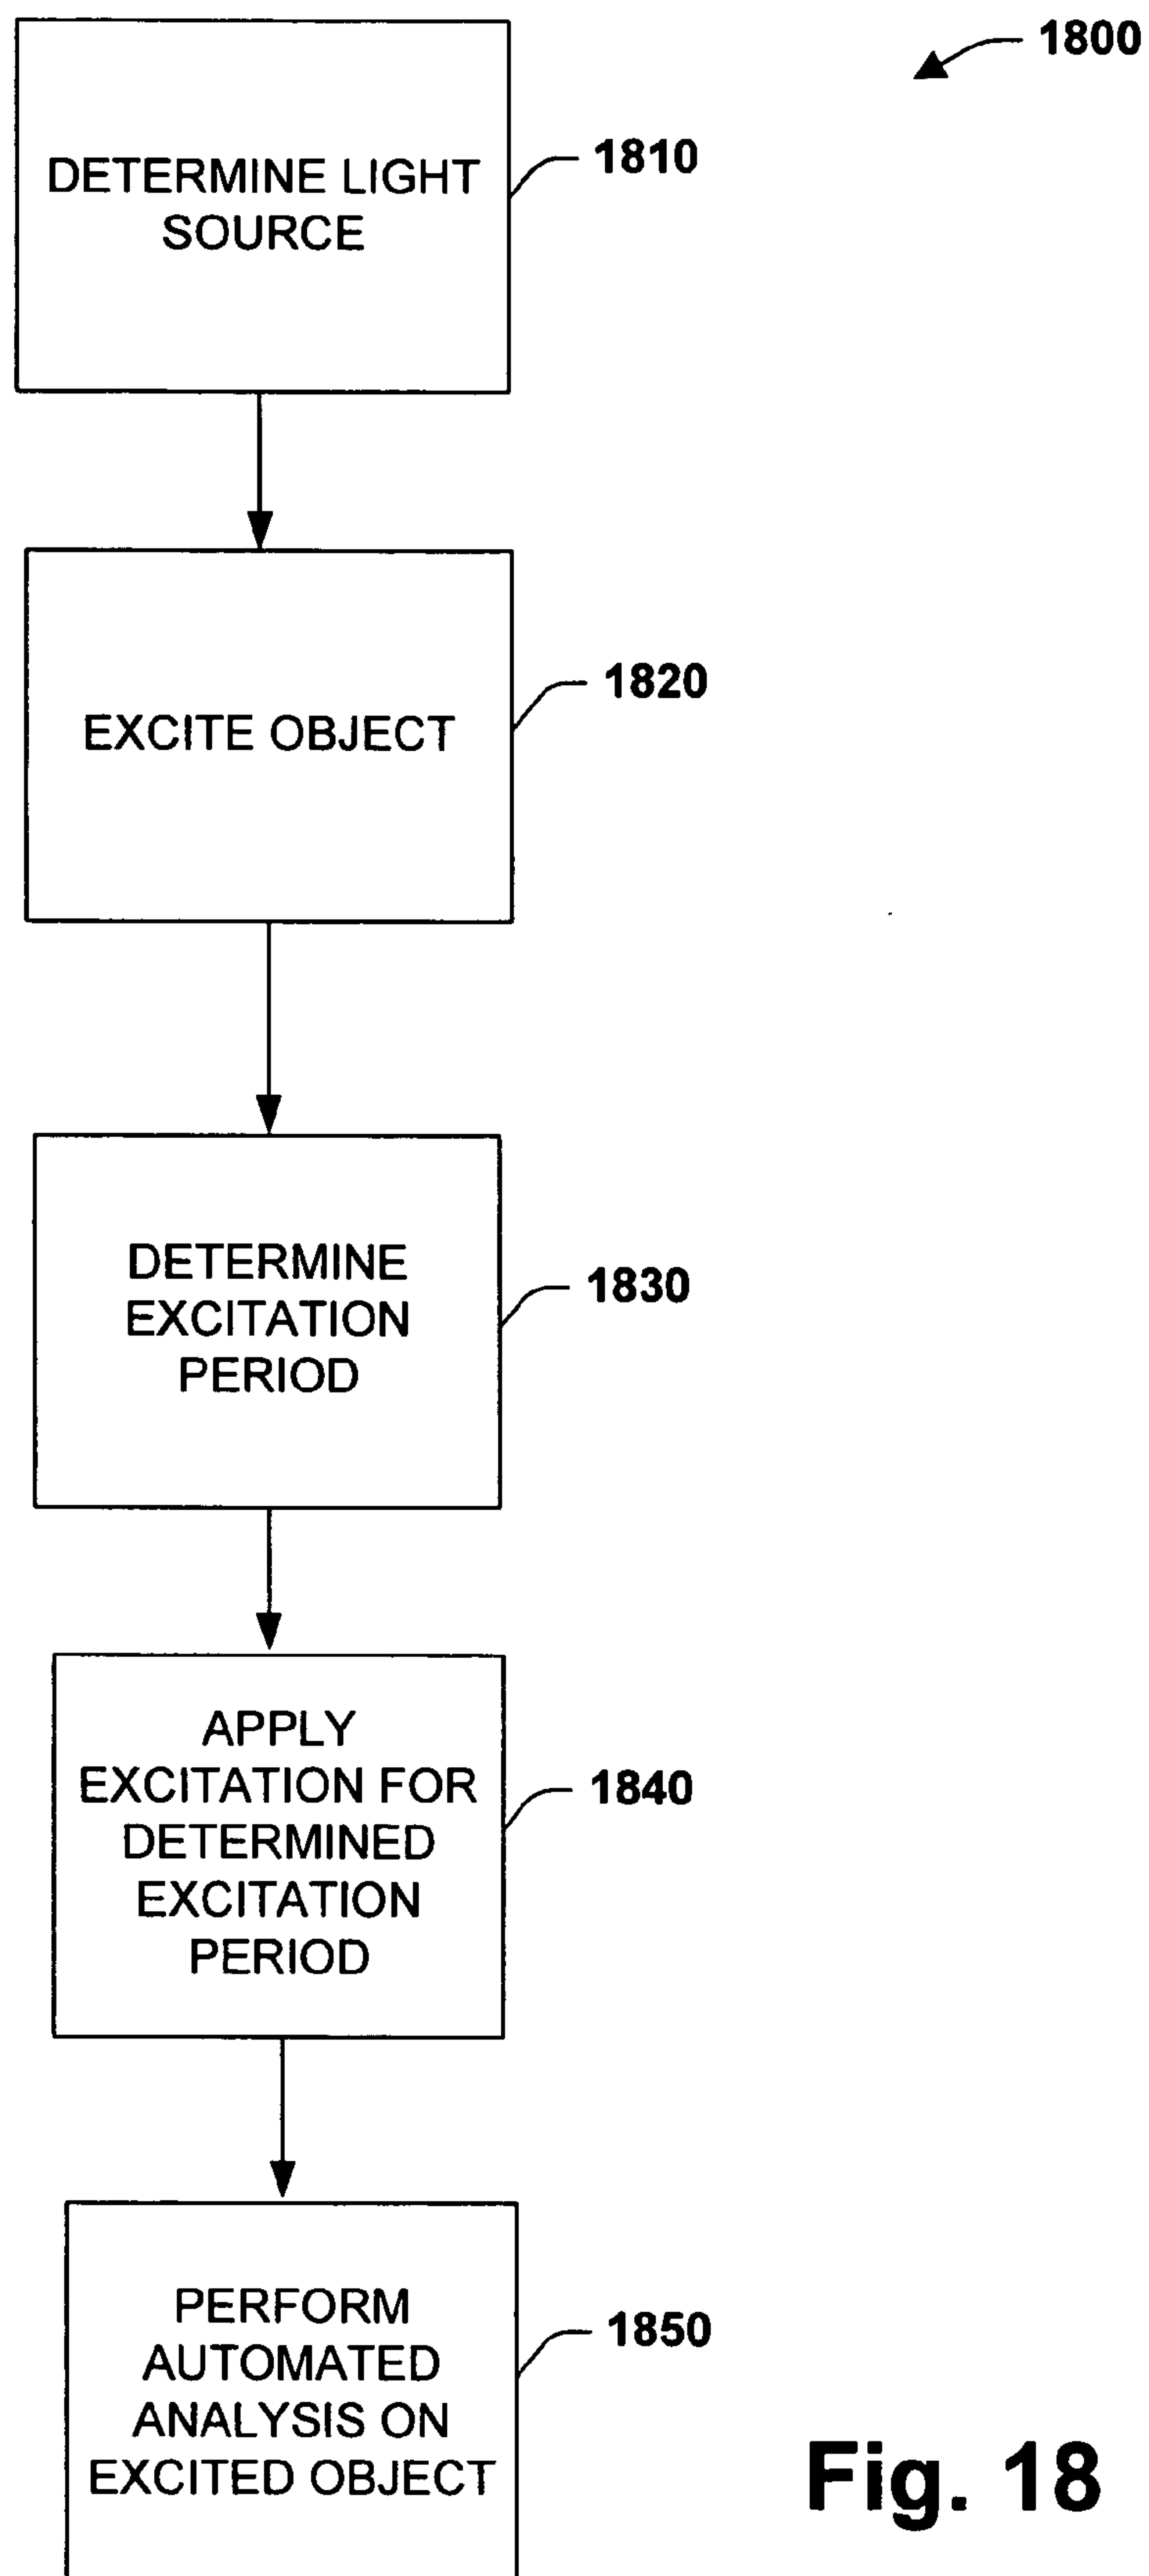 1800
DETERMINE LIGHT
SOURCE
1810
EXCITE OBJECT
1820
DETERMINE
EXCITATION
PERIOD
1830
APPLY
EXCITATION FOR
DETERMINED
EXCITATION
PERIOD
1840
PERFORM
AUTOMATED
ANALYSIS ON
EXCITED OBJECT
1850
Fig. 18